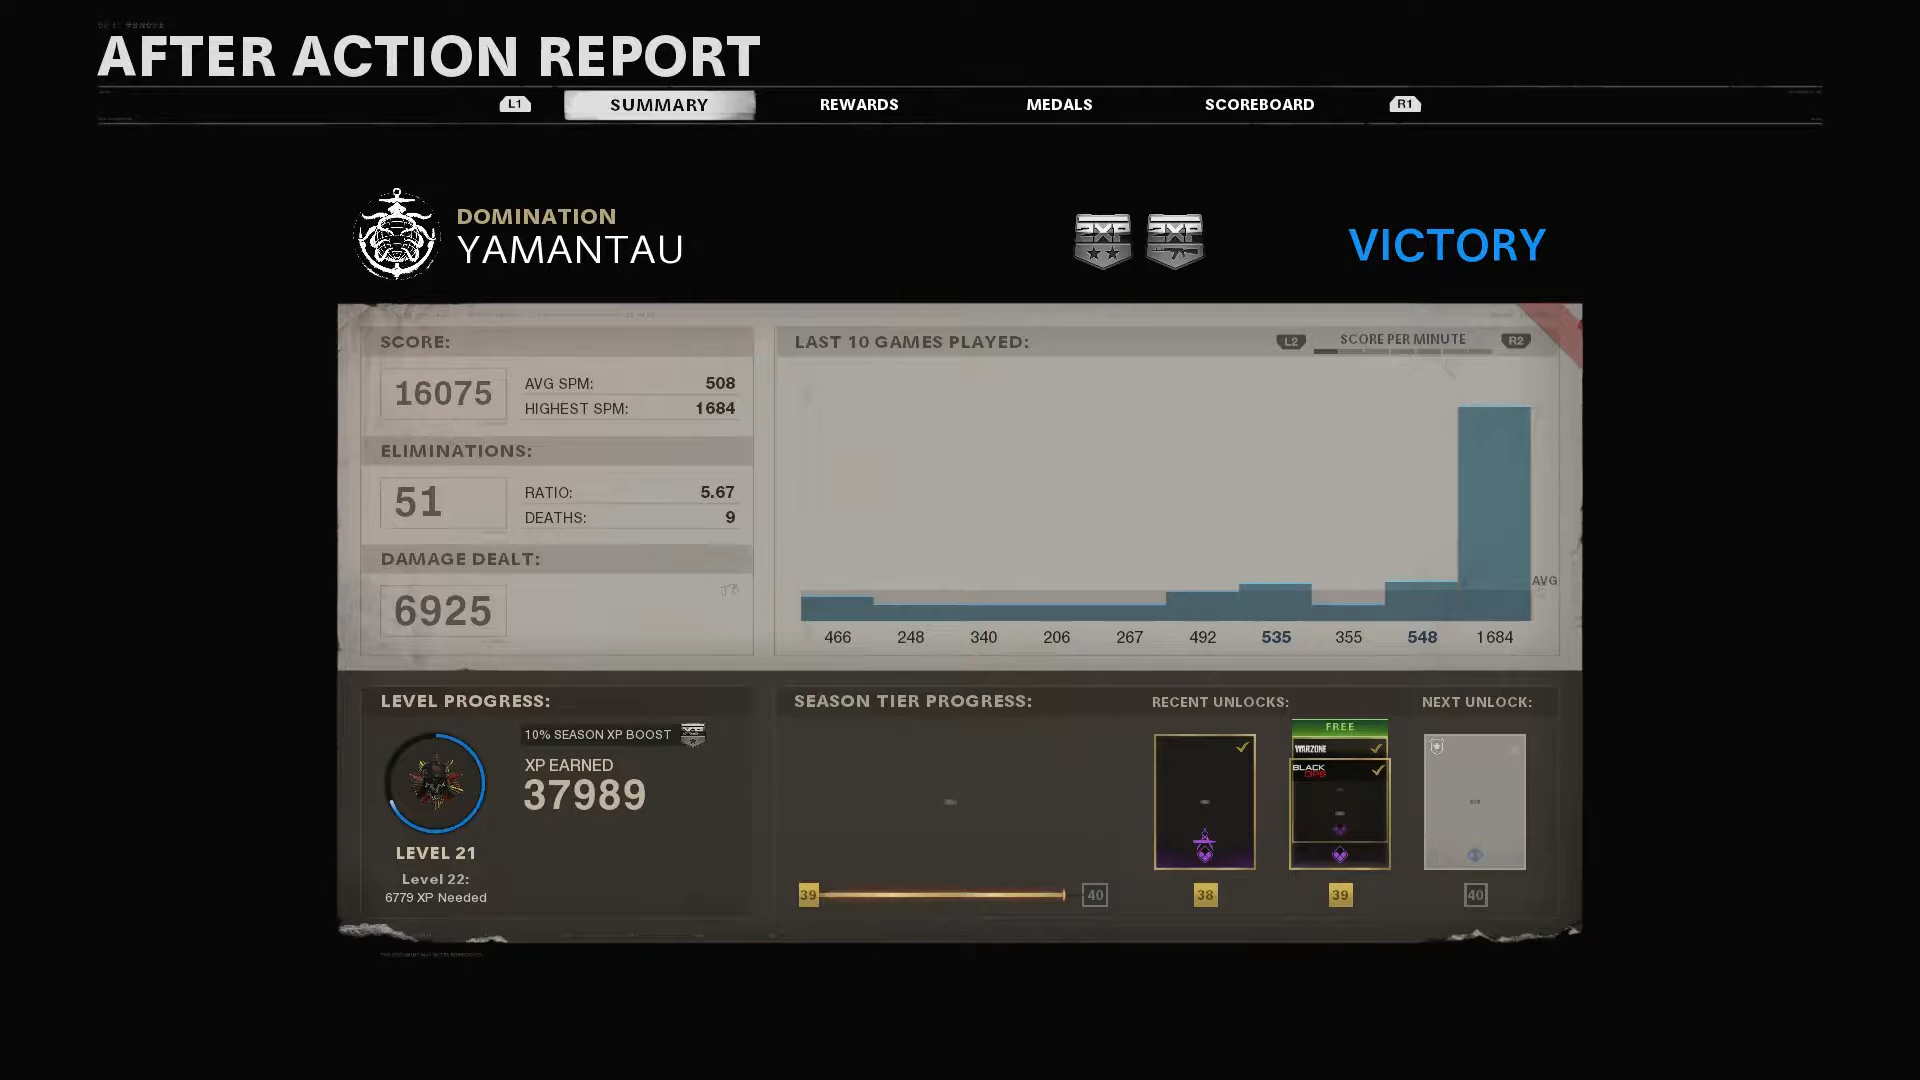 AFTER ACTION REPORT
L1 SUMMARY REWARDS MEDALS SCOREBOARD R1
DOMINATION
YAMANTAU
2XP 2XP
VICTORY
SCORE:
16075
AVG SPM: 508
HIGHEST SPM: 1684
ELIMINATIONS:
51
RATIO: 5.67
DEATHS: 9
DAMAGE DEALT:
6925
LAST 10 GAMES PLAYED:
L2 SCORE PER MINUTE R2
AVG
466 248 340 206 267 492 535 355 548 1684
LEVEL PROGRESS:
10% SEASON XP BOOST
XP EARNED
37989
LEVEL 21
Level 22:
6779 XP Needed
SEASON TIER PROGRESS:
39 40
RECENT UNLOCKS:
FREE
WARZONE
BLACK
OPS
38 39
NEXT UNLOCK:
40